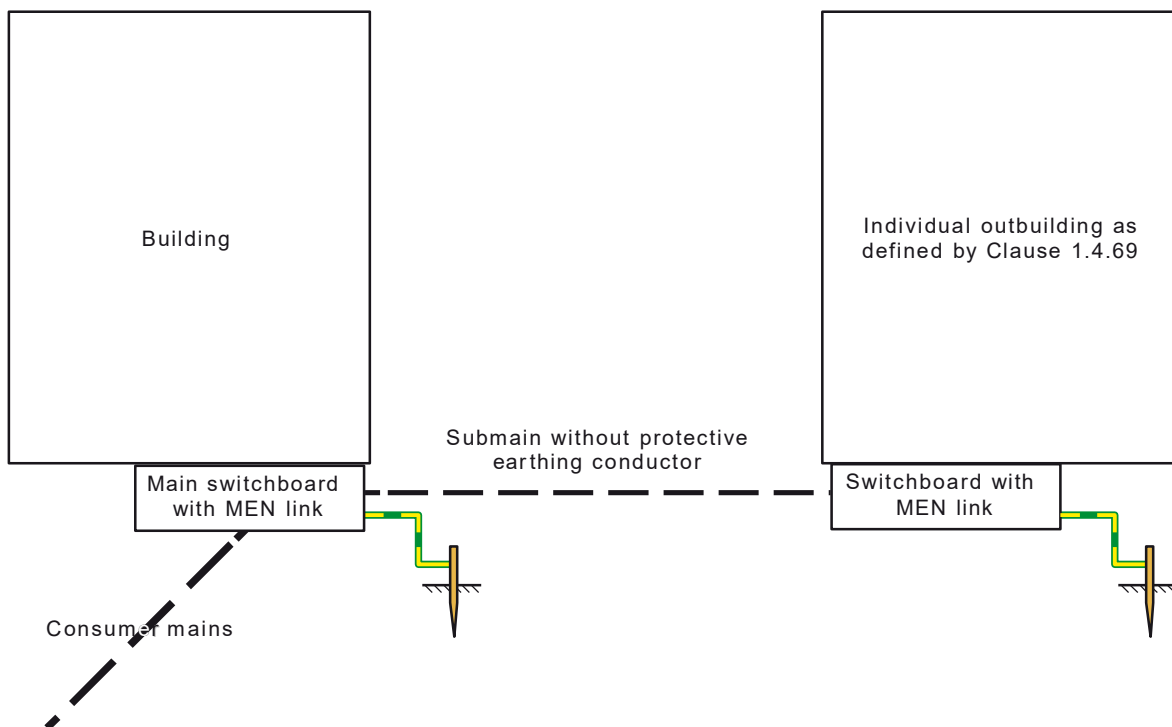 Building
Individual outbuilding as
defined by Clause 1.4.69
Submain without protective
earthing conductor
Main switchboard
with MEN link
Switchboard with
MEN link
Consumer mains